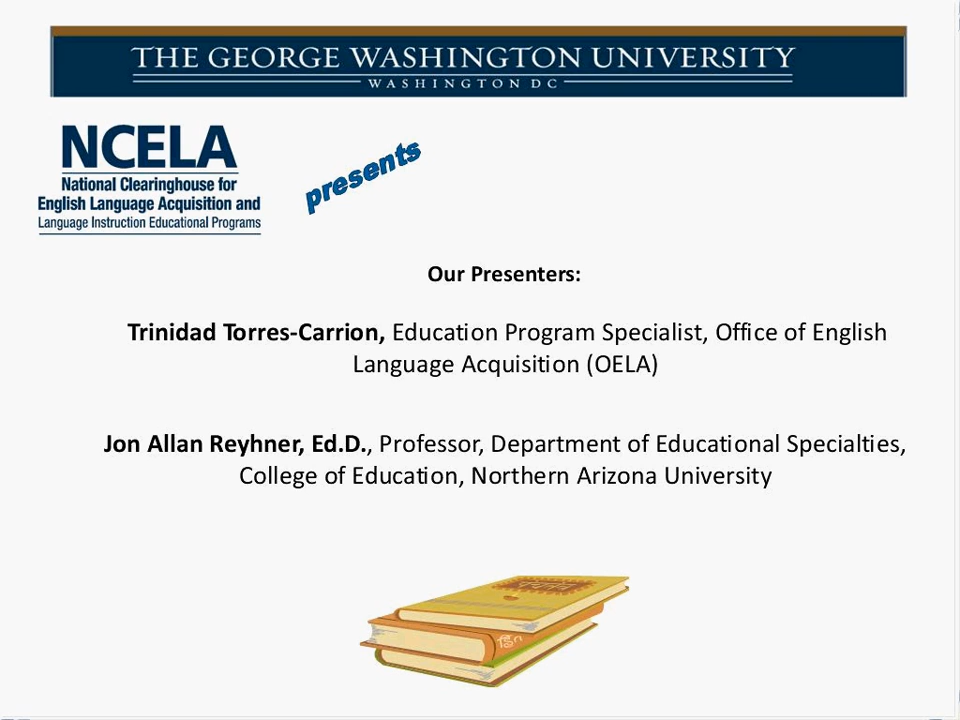 THE GEORGE WASHINGTON UNIVERSITY
WASHINGTON DC
NCELA
National Clearinghouse for
English Language Acquisition and
Language Instruction Educational Programs
presents
Our Presenters:
Trinidad Torres-Carrion, Education Program Specialist, Office of English
Language Acquisition (OELA)
Jon Allan Reyhner, Ed.D., Professor, Department of Educational Specialties,
College of Education, Northern Arizona University